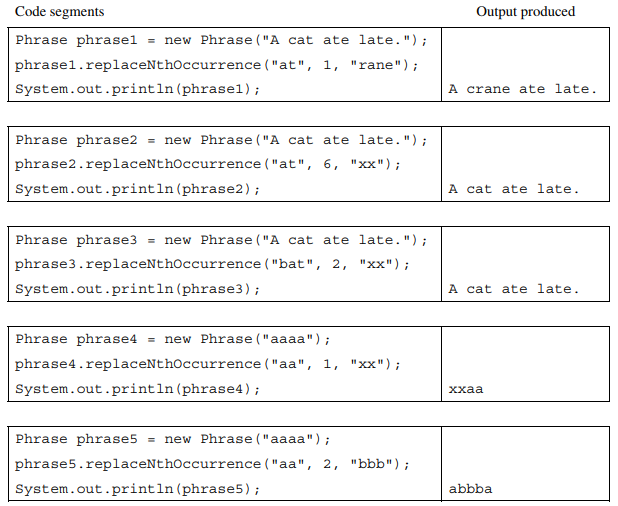 Code segments Output produced
Phrase phrase1 = new Phrase("A cat ate late.");
phrase1.replaceNthOccurrence("at", 1, "rane");
System.out.println(phrase1); A crane ate late.
Phrase phrase2 = new Phrase("A cat ate late.");
phrase2.replaceNthOccurrence("at", 6, "xx");
System.out.println(phrase2); A cat ate late.
Phrase phrase3 = new Phrase("A cat ate late.");
phrase3.replaceNthOccurrence("bat", 2, "xx");
System.out.println(phrase3); A cat ate late.
Phrase phrase4 = new Phrase("aaaa");
phrase4.replaceNthOccurrence("aa", 1, "xx");
System.out.println(phrase4); xxaa
Phrase phrase5 = new Phrase("aaaa");
phrase5.replaceNthOccurrence("aa", 2, "bbb");
System.out.println(phrase5); abbba